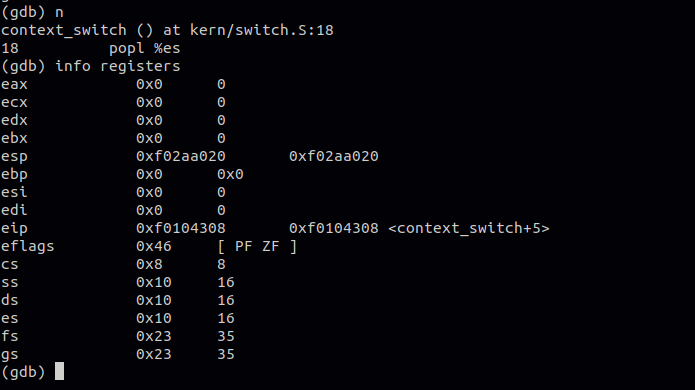 (gdb) n
context_switch () at kern/switch.S:18
18          popl %es
(gdb) info registers
eax            0x0      0
ecx            0x0      0
edx            0x0      0
ebx            0x0      0
esp            0xf02aa020       0xf02aa020
ebp            0x0      0x0
esi            0x0      0
edi            0x0      0
eip            0xf0104308       0xf0104308 <context_switch+5>
eflags         0x46     [ PF ZF ]
cs             0x8      8
ss             0x10     16
ds             0x10     16
es             0x10     16
fs             0x23     35
gs             0x23     35
(gdb)